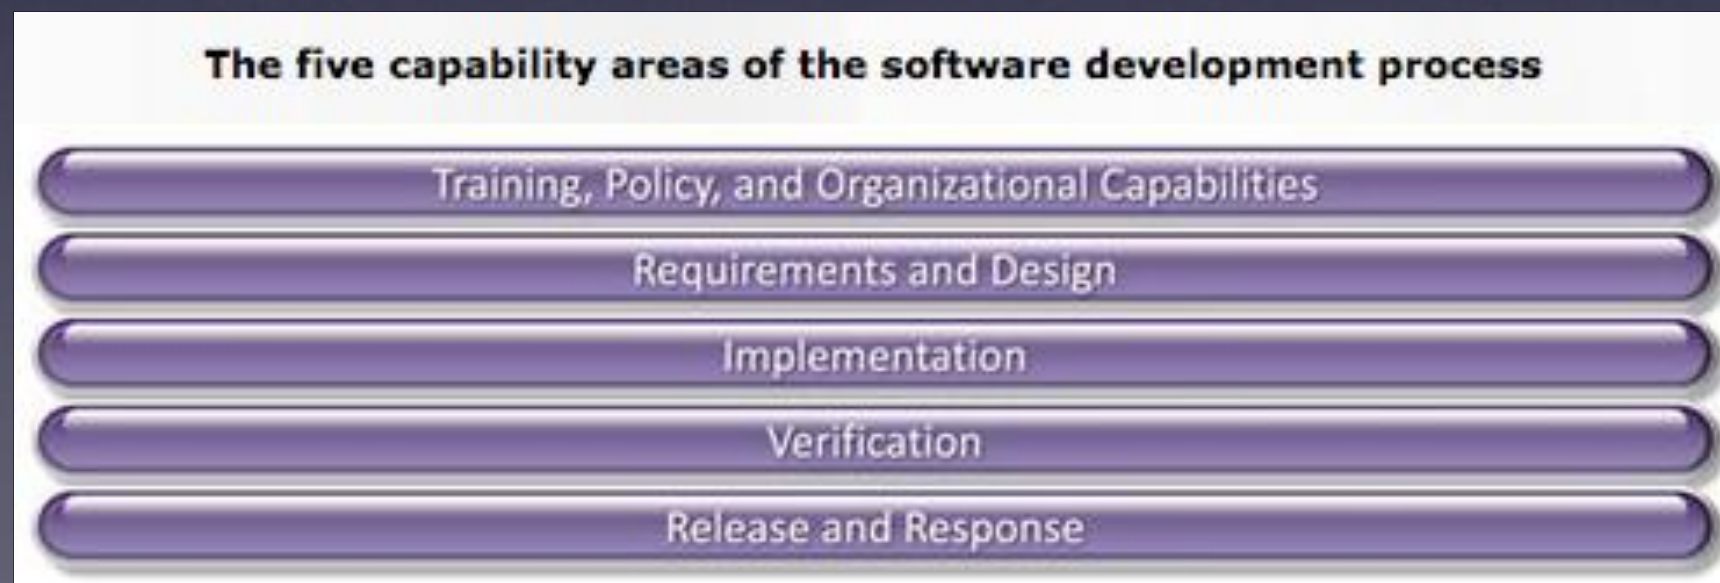 The five capability areas of the software development process
Training, Policy, and Organizational Capabilities
Requirements and Design
Implementation
Verification
Release and Response